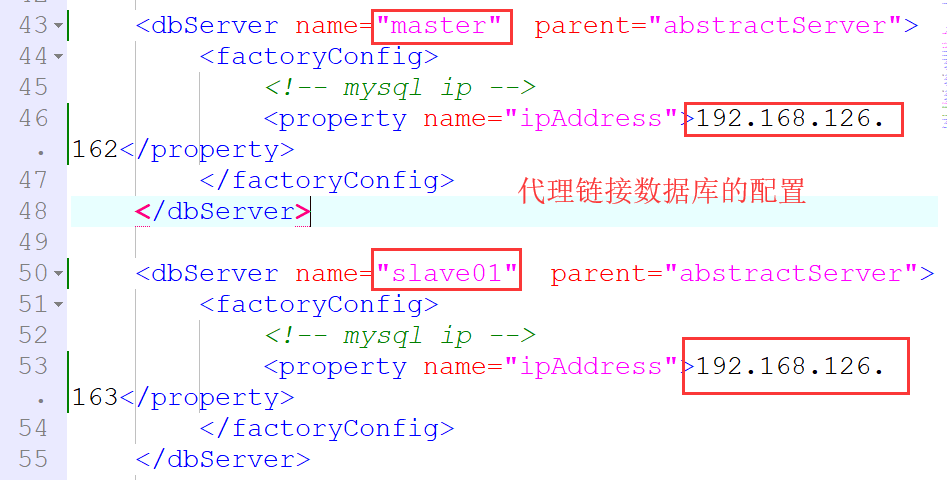 43 <dbServer name="master"  parent="abstractServer">
44 <factoryConfig>
45 <!-- mysql ip -->
46 <property name="ipAddress">192.168.126.
. 162</property>
47 </factoryConfig>
代理链接数据库的配置
48 </dbServer>
49
50 <dbServer name="slave01"  parent="abstractServer">
51 <factoryConfig>
52 <!-- mysql ip -->
53 <property name="ipAddress">192.168.126.
. 163</property>
54 </factoryConfig>
55 </dbServer>